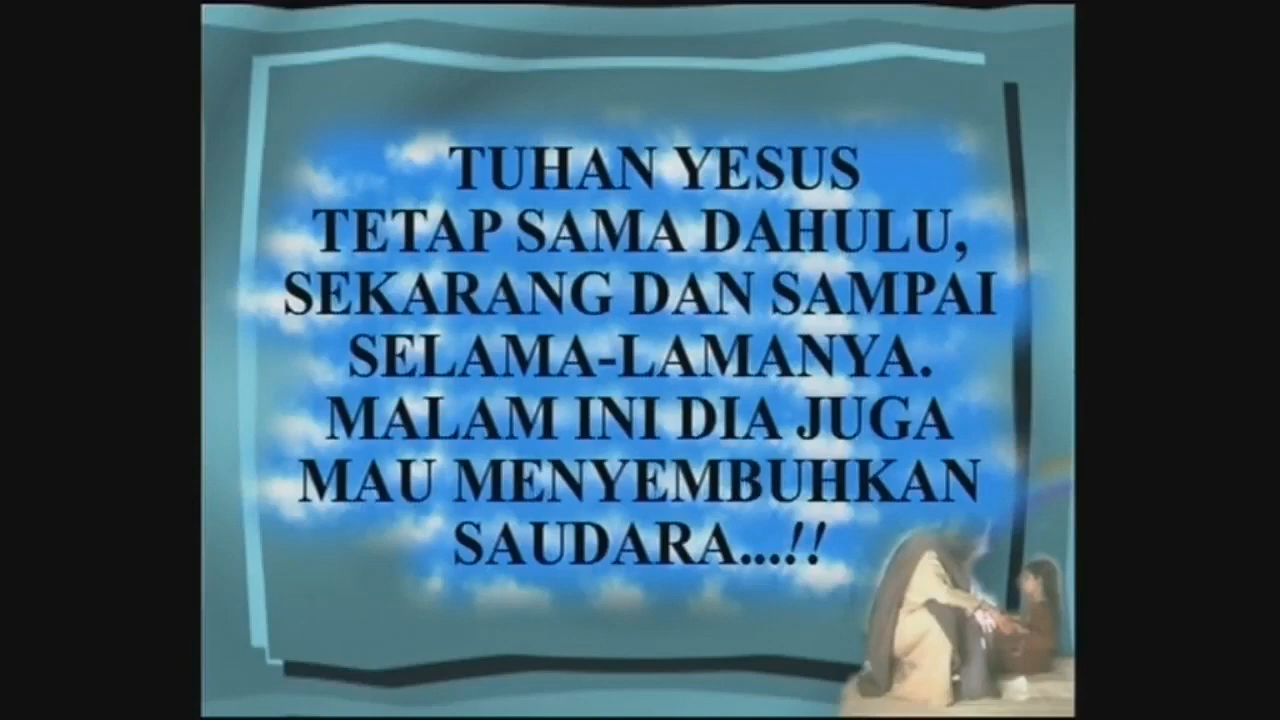 TUHAN YESUS
TETAP SAMA DAHULU,
SEKARANG DAN SAMPAI
SELAMA-LAMANYA.
MALAM INI DIA JUGA
MAU MENYEMBUHKAN
SAUDARA...!!